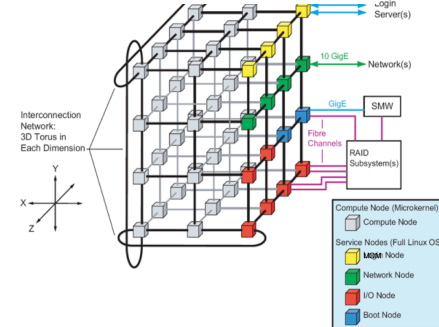 Login
Server(s)
10 GigE
Network(s)
GigE
SMW
Fibre
Channels
RAID
Subsystem(s)
Interconnection
Network:
3D Torus in
Each Dimension
Y
X
Z
Compute Node (Microkernel)
Compute Node
Service Nodes (Full Linux OS
Node
Network Node
I/O Node
Boot Node